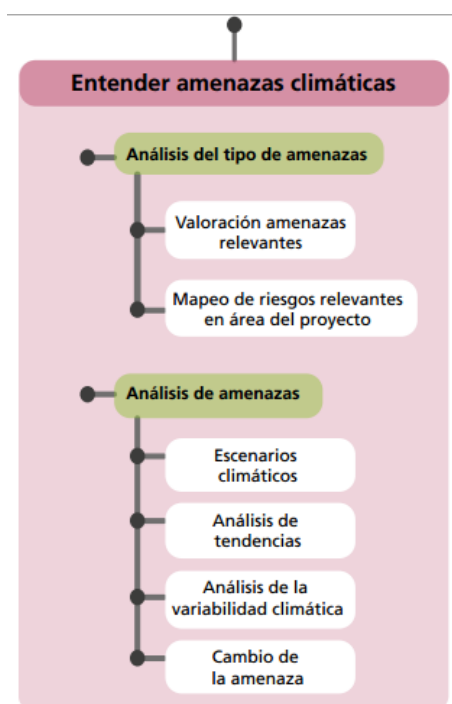 Entender amenazas climáticas
Análisis del tipo de amenazas
Valoración amenazas
relevantes
Mapeo de riesgos relevantes
en área del proyecto
Análisis de amenazas
Escenarios
climáticos
Análisis de
tendencias
Análisis de la
variabilidad climática
Cambio de
la amenaza